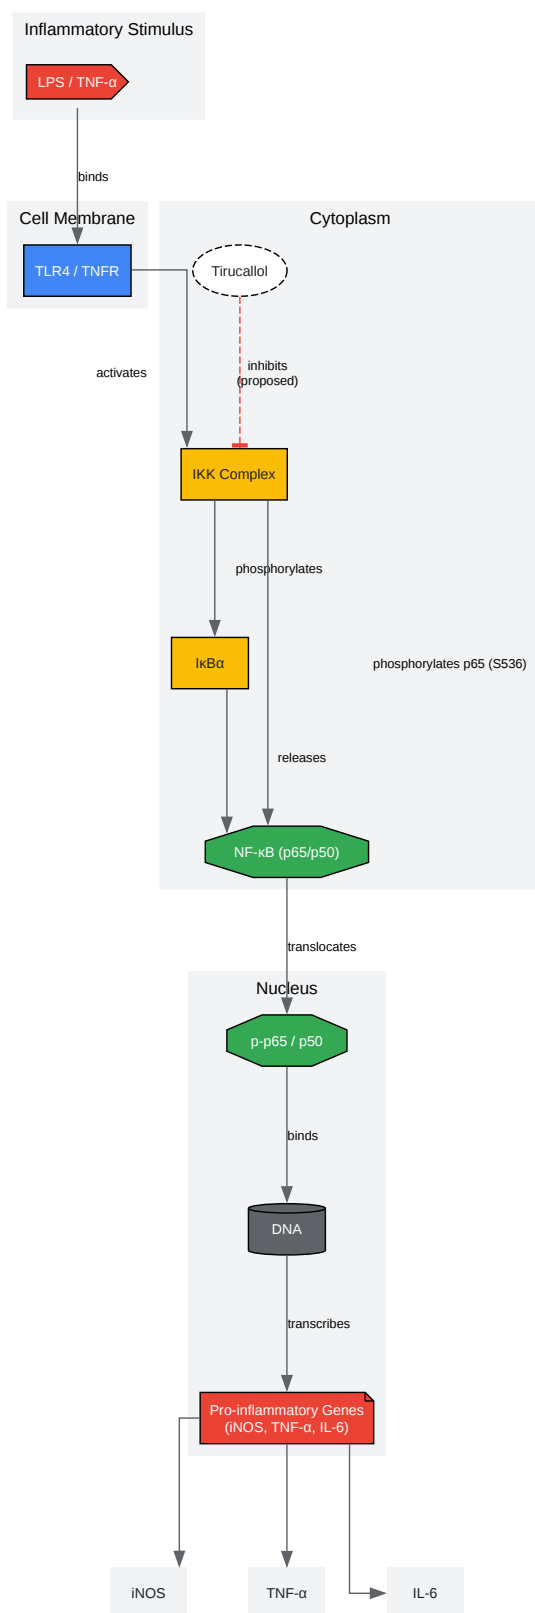 Inflammatory Stimulus
LPS / TNF-α
binds
Cell Membrane
Cytoplasm
TLR4 / TNFR
Tirucallol
activates
inhibits
(proposed)
IKK Complex
phosphorylates
IκBα
phosphorylates p65 (S536)
releases
NF-κB (p65/p50)
translocates
Nucleus
p-p65 / p50
binds
DNA
transcribes
Pro-inflammatory Genes
(iNOS, TNF-α, IL-6)
iNOS
TNF-α
IL-6